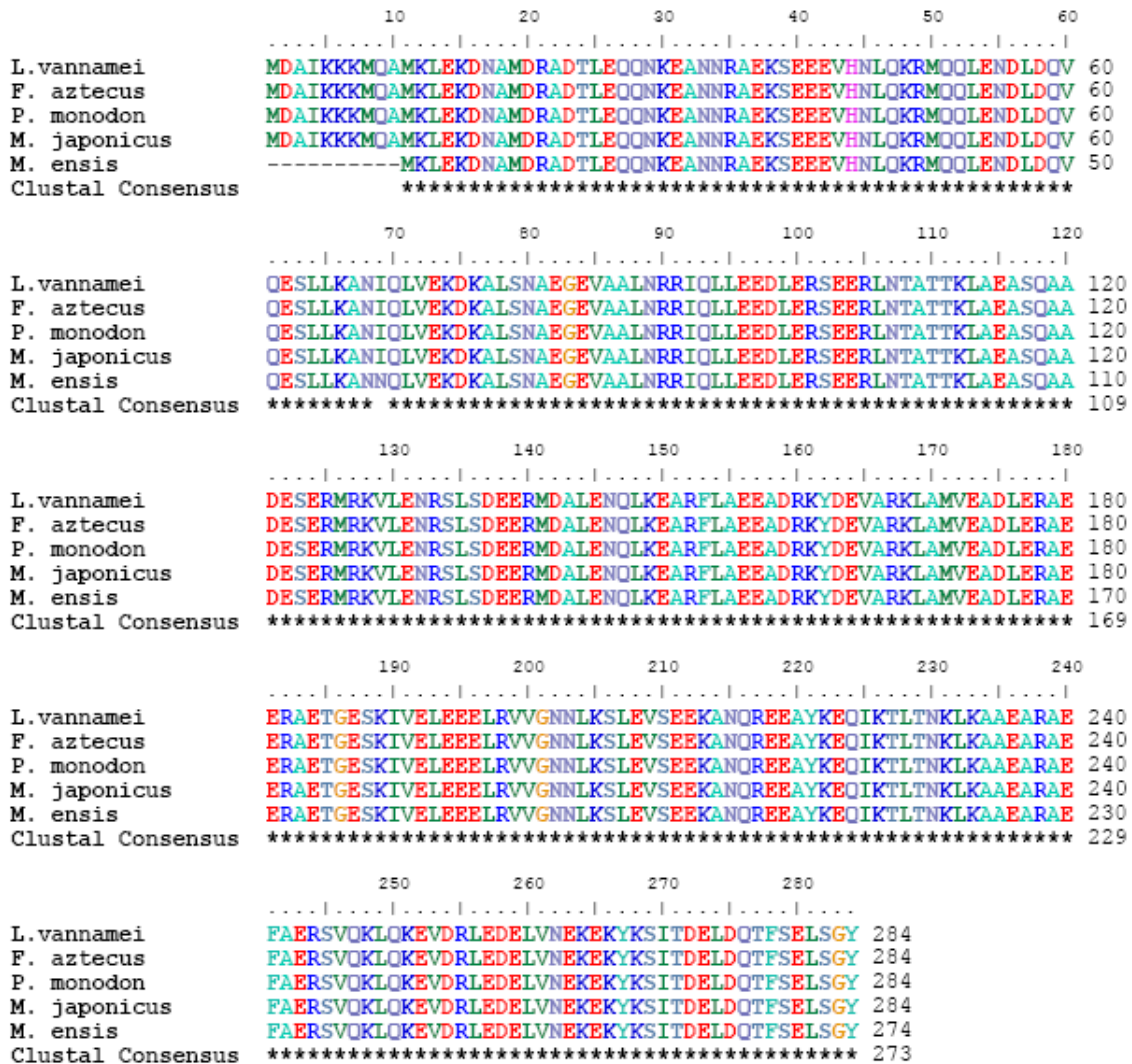 10 20 30 40 50 60
....|....|....|....|....|....|....|....|....|....|....|....|
L.vannamei MDAIKKKMQAMKLEKDNAMDRADTLEQQNKEANNRAEKSEEEVHNLQKRMQQLENDLDQV 60
F. aztecus MDAIKKKMQAMKLEKDNAMDRADTLEQQNKEANNRAEKSEEEVHNLQKRMQQLENDLDQV 60
P. monodon MDAIKKKMQAMKLEKDNAMDRADTLEQQNKEANNRAEKSEEEVHNLQKRMQQLENDLDQV 60
M. japonicus MDAIKKKMQAMKLEKDNAMDRADTLEQQNKEANNRAEKSEEEVHNLQKRMQQLENDLDQV 60
M. ensis ----------MKLEKDNAMDRADTLEQQNKEANNRAEKSEEEVHNLQKRMQQLENDLDQV 50
Clustal Consensus **************************************************
70 80 90 100 110 120
....|....|....|....|....|....|....|....|....|....|....|....|
L.vannamei QESLLKANIQLVEKDKALSNAEGEVAALNRRIQLLEEDLERSEERLNTATTKLAEASQAA 120
F. aztecus QESLLKANIQLVEKDKALSNAEGEVAALNRRIQLLEEDLERSEERLNTATTKLAEASQAA 120
P. monodon QESLLKANIQLVEKDKALSNAEGEVAALNRRIQLLEEDLERSEERLNTATTKLAEASQAA 120
M. japonicus QESLLKANIQLVEKDKALSNAEGEVAALNRRIQLLEEDLERSEERLNTATTKLAEASQAA 120
M. ensis QESLLKANNQLVEKDKALSNAEGEVAALNRRIQLLEEDLERSEERLNTATTKLAEASQAA 110
Clustal Consensus ******** *************************************************** 109
130 140 150 160 170 180
....|....|....|....|....|....|....|....|....|....|....|....|
L.vannamei DESERMRKVLENRSLSDEERMDALENQLKEARFLAEEADRKYDEVARKLAMVEADLERAE 180
F. aztecus DESERMRKVLENRSLSDEERMDALENQLKEARFLAEEADRKYDEVARKLAMVEADLERAE 180
P. monodon DESERMRKVLENRSLSDEERMDALENQLKEARFLAEEADRKYDEVARKLAMVEADLERAE 180
M. japonicus DESERMRKVLENRSLSDEERMDALENQLKEARFLAEEADRKYDEVARKLAMVEADLERAE 180
M. ensis DESERMRKVLENRSLSDEERMDALENQLKEARFLAEEADRKYDEVARKLAMVEADLERAE 170
Clustal Consensus ************************************************************ 169
190 200 210 220 230 240
....|....|....|....|....|....|....|....|....|....|....|....|
L.vannamei ERAETGESKIVELEEELRVVGNNLKSLEVSEEKANQREEAYKEQIKTLTNKLKAAEARAE 240
F. aztecus ERAETGESKIVELEEELRVVGNNLKSLEVSEEKANQREEAYKEQIKTLTNKLKAAEARAE 240
P. monodon ERAETGESKIVELEEELRVVGNNLKSLEVSEEKANQREEAYKEQIKTLTNKLKAAEARAE 240
M. japonicus ERAETGESKIVELEEELRVVGNNLKSLEVSEEKANQREEAYKEQIKTLTNKLKAAEARAE 240
M. ensis ERAETGESKIVELEEELRVVGNNLKSLEVSEEKANQREEAYKEQIKTLTNKLKAAEARAE 230
Clustal Consensus ************************************************************ 229
250 260 270 280
....|....|....|....|....|....|....|....|....
L.vannamei FAERSVQKLQKEVDRLEDELVNEKEKYKSITDELDQTFSELSGY 284
F. aztecus FAERSVQKLQKEVDRLEDELVNEKEKYKSITDELDQTFSELSGY 284
P. monodon FAERSVQKLQKEVDRLEDELVNEKEKYKSITDELDQTFSELSGY 284
M. japonicus FAERSVQKLQKEVDRLEDELVNEKEKYKSITDELDQTFSELSGY 284
M. ensis FAERSVQKLQKEVDRLEDELVNEKEKYKSITDELDQTFSELSGY 274
Clustal Consensus ******************************************** 273